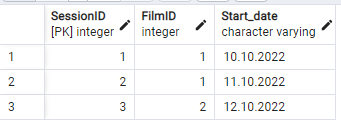 SessionID FilmID Start_date
[PK] integer integer character varying
1 1 1 10.10.2022
2 2 1 11.10.2022
3 3 2 12.10.2022